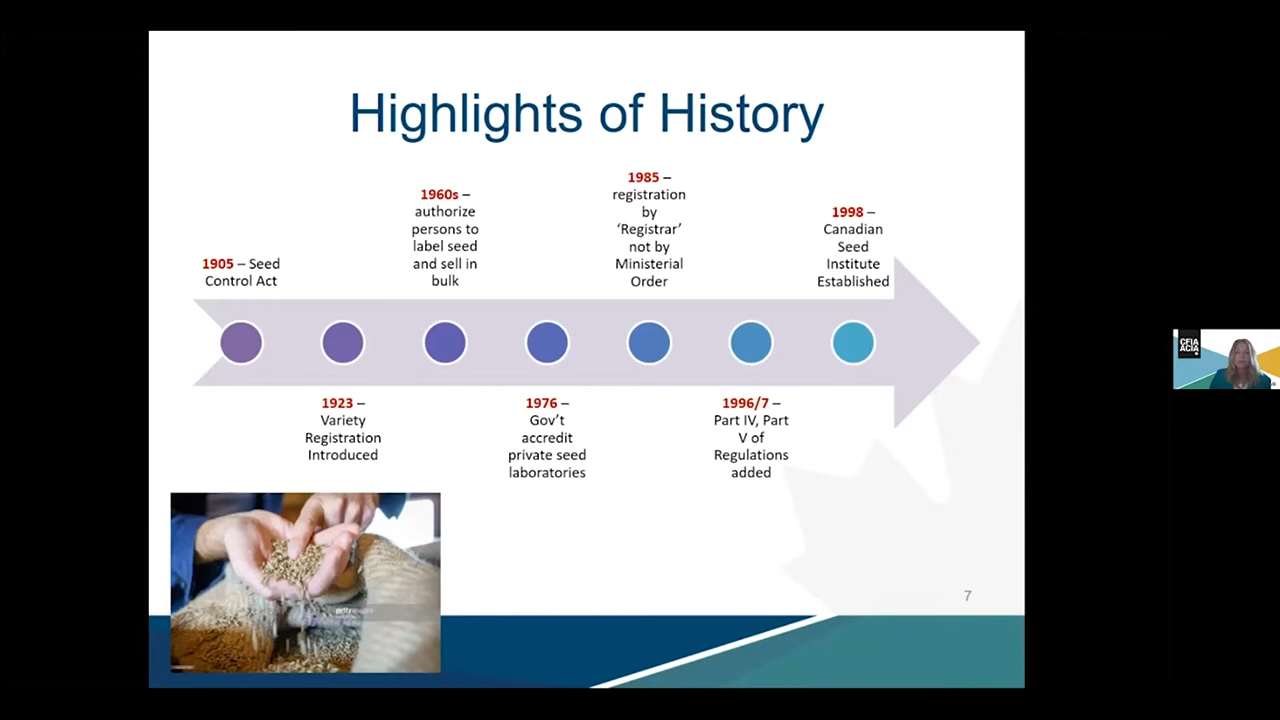 Highlights of History
1905 – Seed
Control Act
1923 –
Variety
Registration
Introduced
1960s –
authorize
persons to
label seed
and sell in
bulk
1976 –
Gov't
accredit
private seed
laboratories
1985 –
registration
by
‘Registrar’
not by
Ministerial
Order
1996/7 –
Part IV, Part
V of
Regulations
added
1998 –
Canadian
Seed
Institute
Established
7
CFIA
ACIA